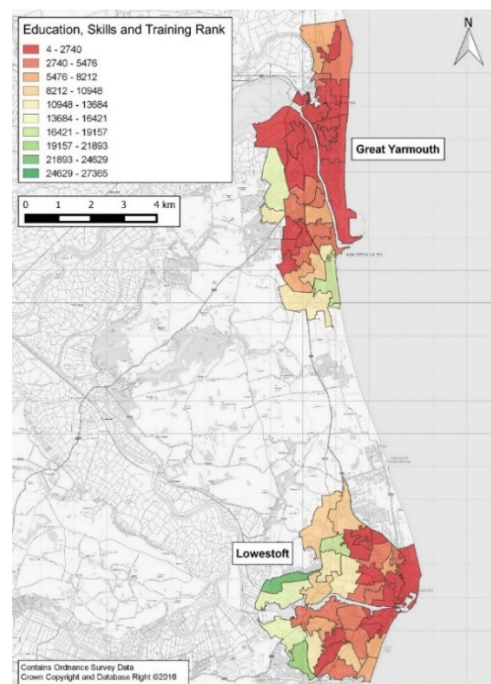 Education, Skills and Training Rank
4 - 2740
2740 - 5476
5476 - 8212
8212 - 10948
10948 - 13684
13684 - 16421
16421 - 19157
19157 - 21893
21893 - 24629
24629 - 27365
N
0 1 2 3 4 km
Great Yarmouth
Lowestoft
Contains Ordnance Survey Data
Crown Copyright and Database Right ©2016